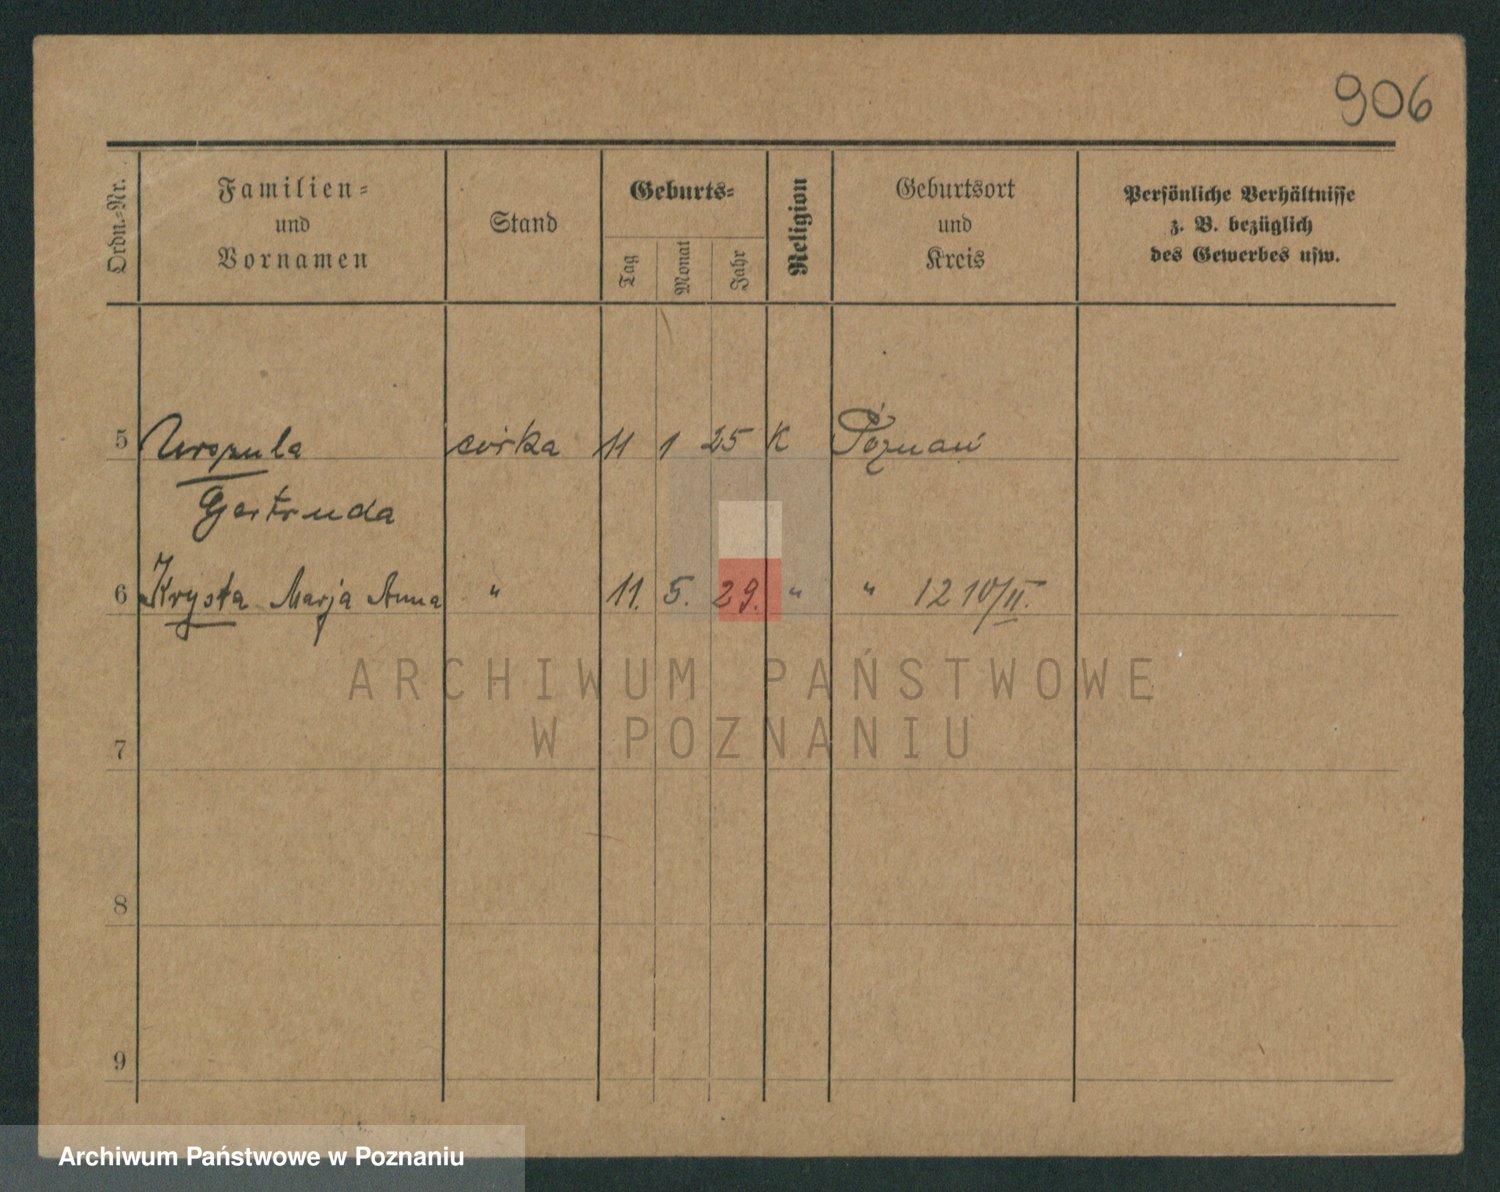 906
Ordn.-Nr.
Familien-
und
Vornamen
Stand
Geburts-
Tag
Monat
Jahr
Religion
Geburtsort
und
Kreis
Persönliche Verhältnisse
z. B. bezüglich
des Gewerbes usw.
5 Urszula córka 11 1 25 K Poznań
Gertruda
6 Krysta Marja Anna " 11. 5. 29. " " 12 10/II.
ARCHIWUM PAŃSTWOWE
W POZNANIU
7
8
9
Archiwum Państwowe w Poznaniu